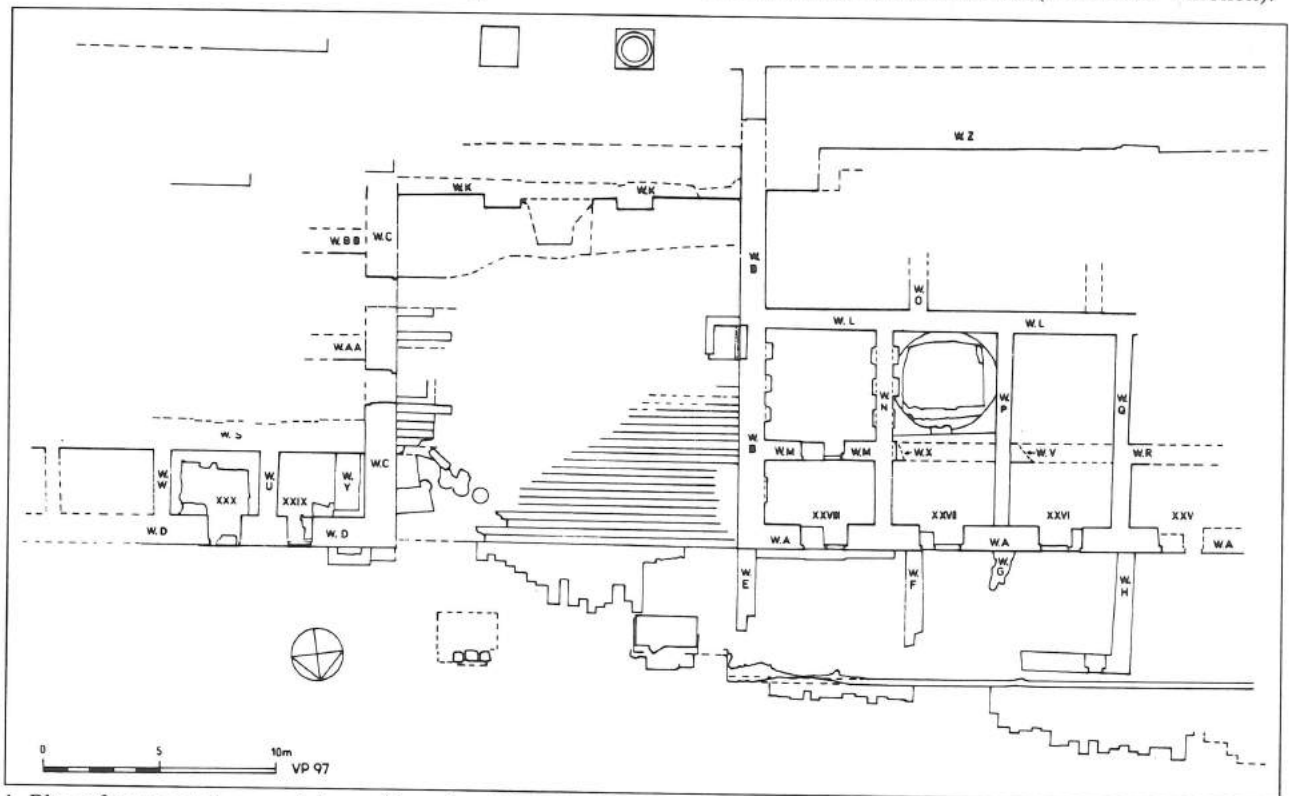 W. Z
W.K W.K
W. BB W.C W. B
W. O
W. L W. L
W.AA
W. N W. P W. Q
W. S
W. W W. U W. Y W.C W. B W. M W. M W. X W. V W. R
XXX XXIX XXVIII XXVII XXVI XXV
W. D W. D W. A W. A W. A
W. E W. F W. G W. H
0 5 10m VP 97